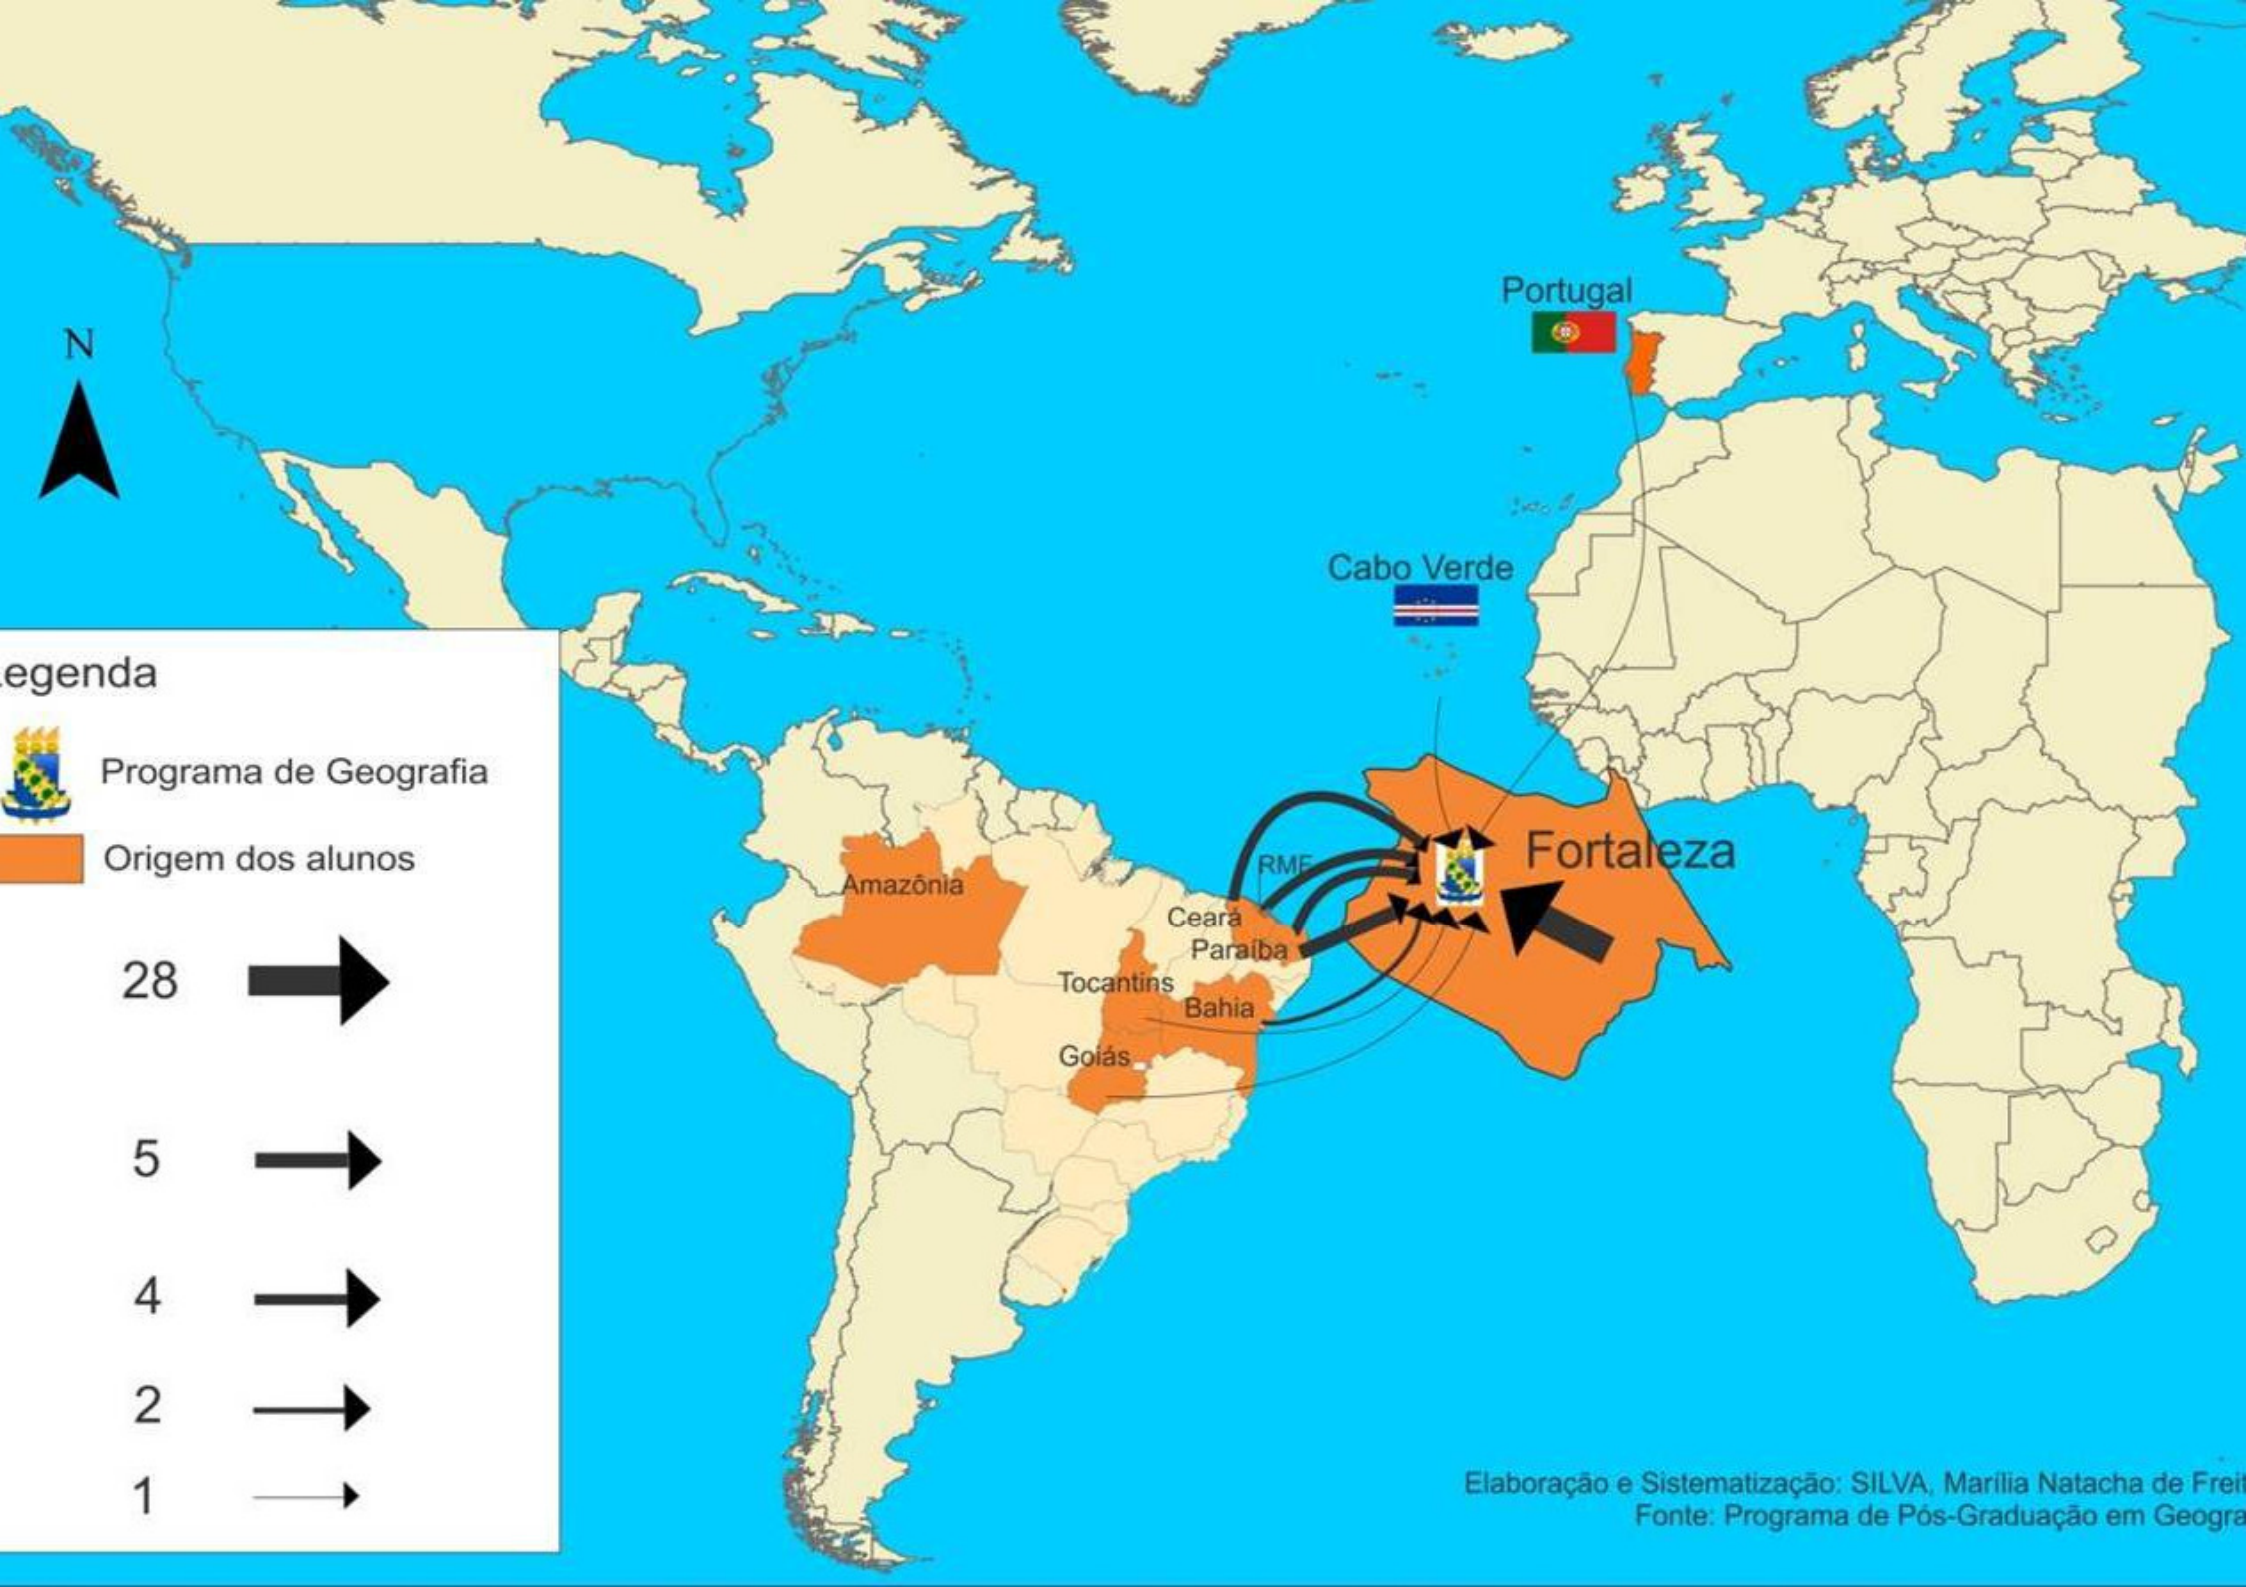 Portugal
N
Cabo Verde
egenda
Programa de Geografia
Origem dos alunos
28
5
4
2
1
Fortaleza
RMF
Amazônia
Ceará
Paraíba
Tocantins
Bahia
Goiás
Elaboração e Sistematização: SILVA, Marília Natacha de Freit
Fonte: Programa de Pós-Graduação em Geogra